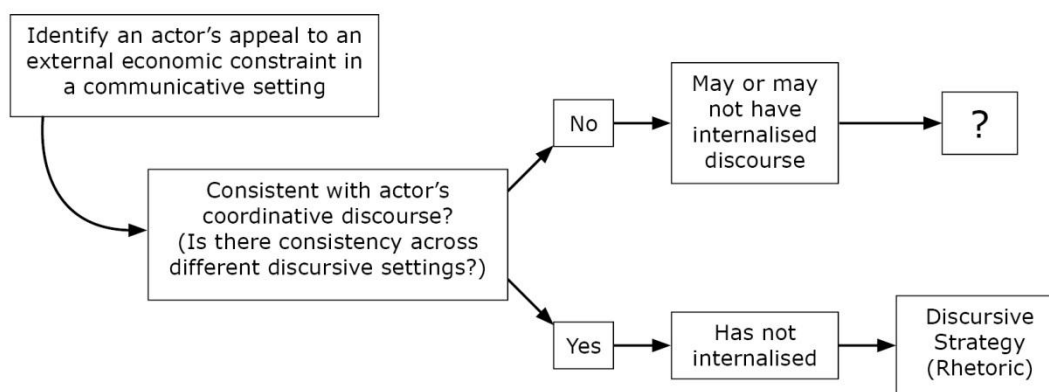 Identify an actor’s appeal to an
external economic constraint in
a communicative setting
No
May or may
not have
internalised
discourse
?
Consistent with actor’s
coordinative discourse?
(Is there consistency across
different discursive settings?)
Yes
Has not
internalised
Discursive
Strategy
(Rhetoric)